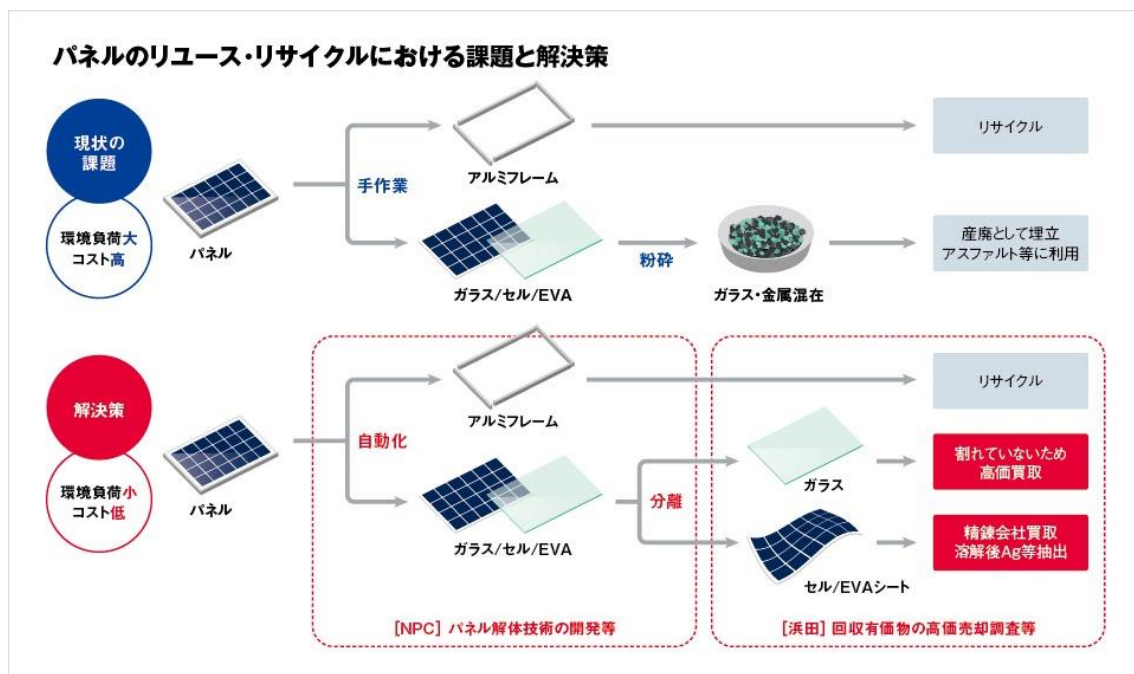 パネルのリユース・リサイクルにおける課題と解決策
現状の
課題
環境負荷大
コスト高
パネル
手作業
アルミフレーム
リサイクル
ガラス/セル/EVA
粉砕
ガラス・金属混在
産廃として埋立
アスファルト等に利用
解決策
環境負荷小
コスト低
パネル
自動化
アルミフレーム
リサイクル
ガラス/セル/EVA
分離
ガラス
割れていないため
高価買取
セル/EVAシート
精錬会社買取
溶解後Ag等抽出
[NPC] パネル解体技術の開発等
[浜田] 回収有価物の高価売却調査等